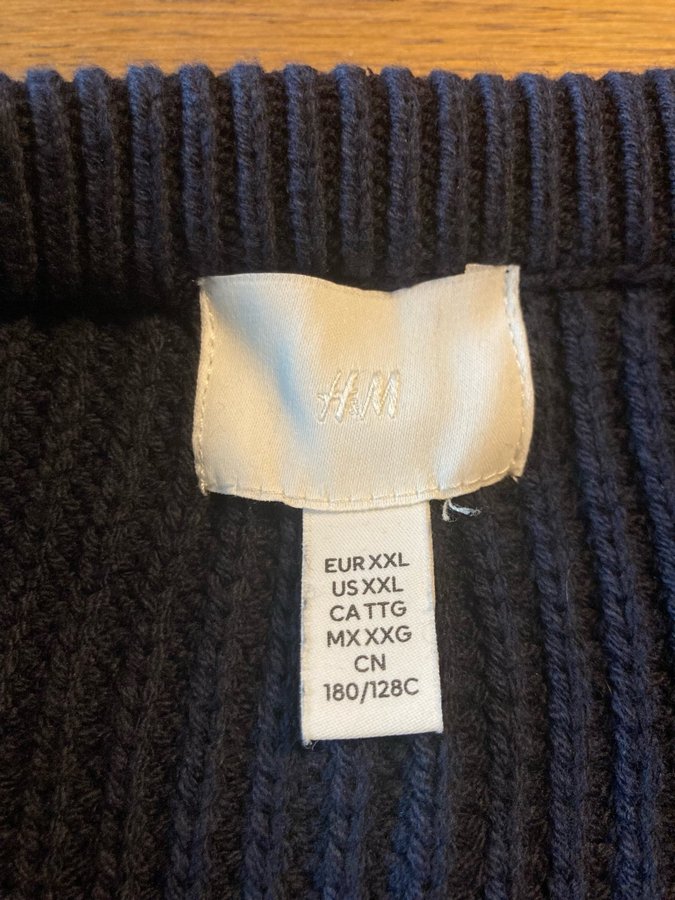 H&M
EUR XXL
US XXL
CA TTG
MX XXG
CN
180/128C